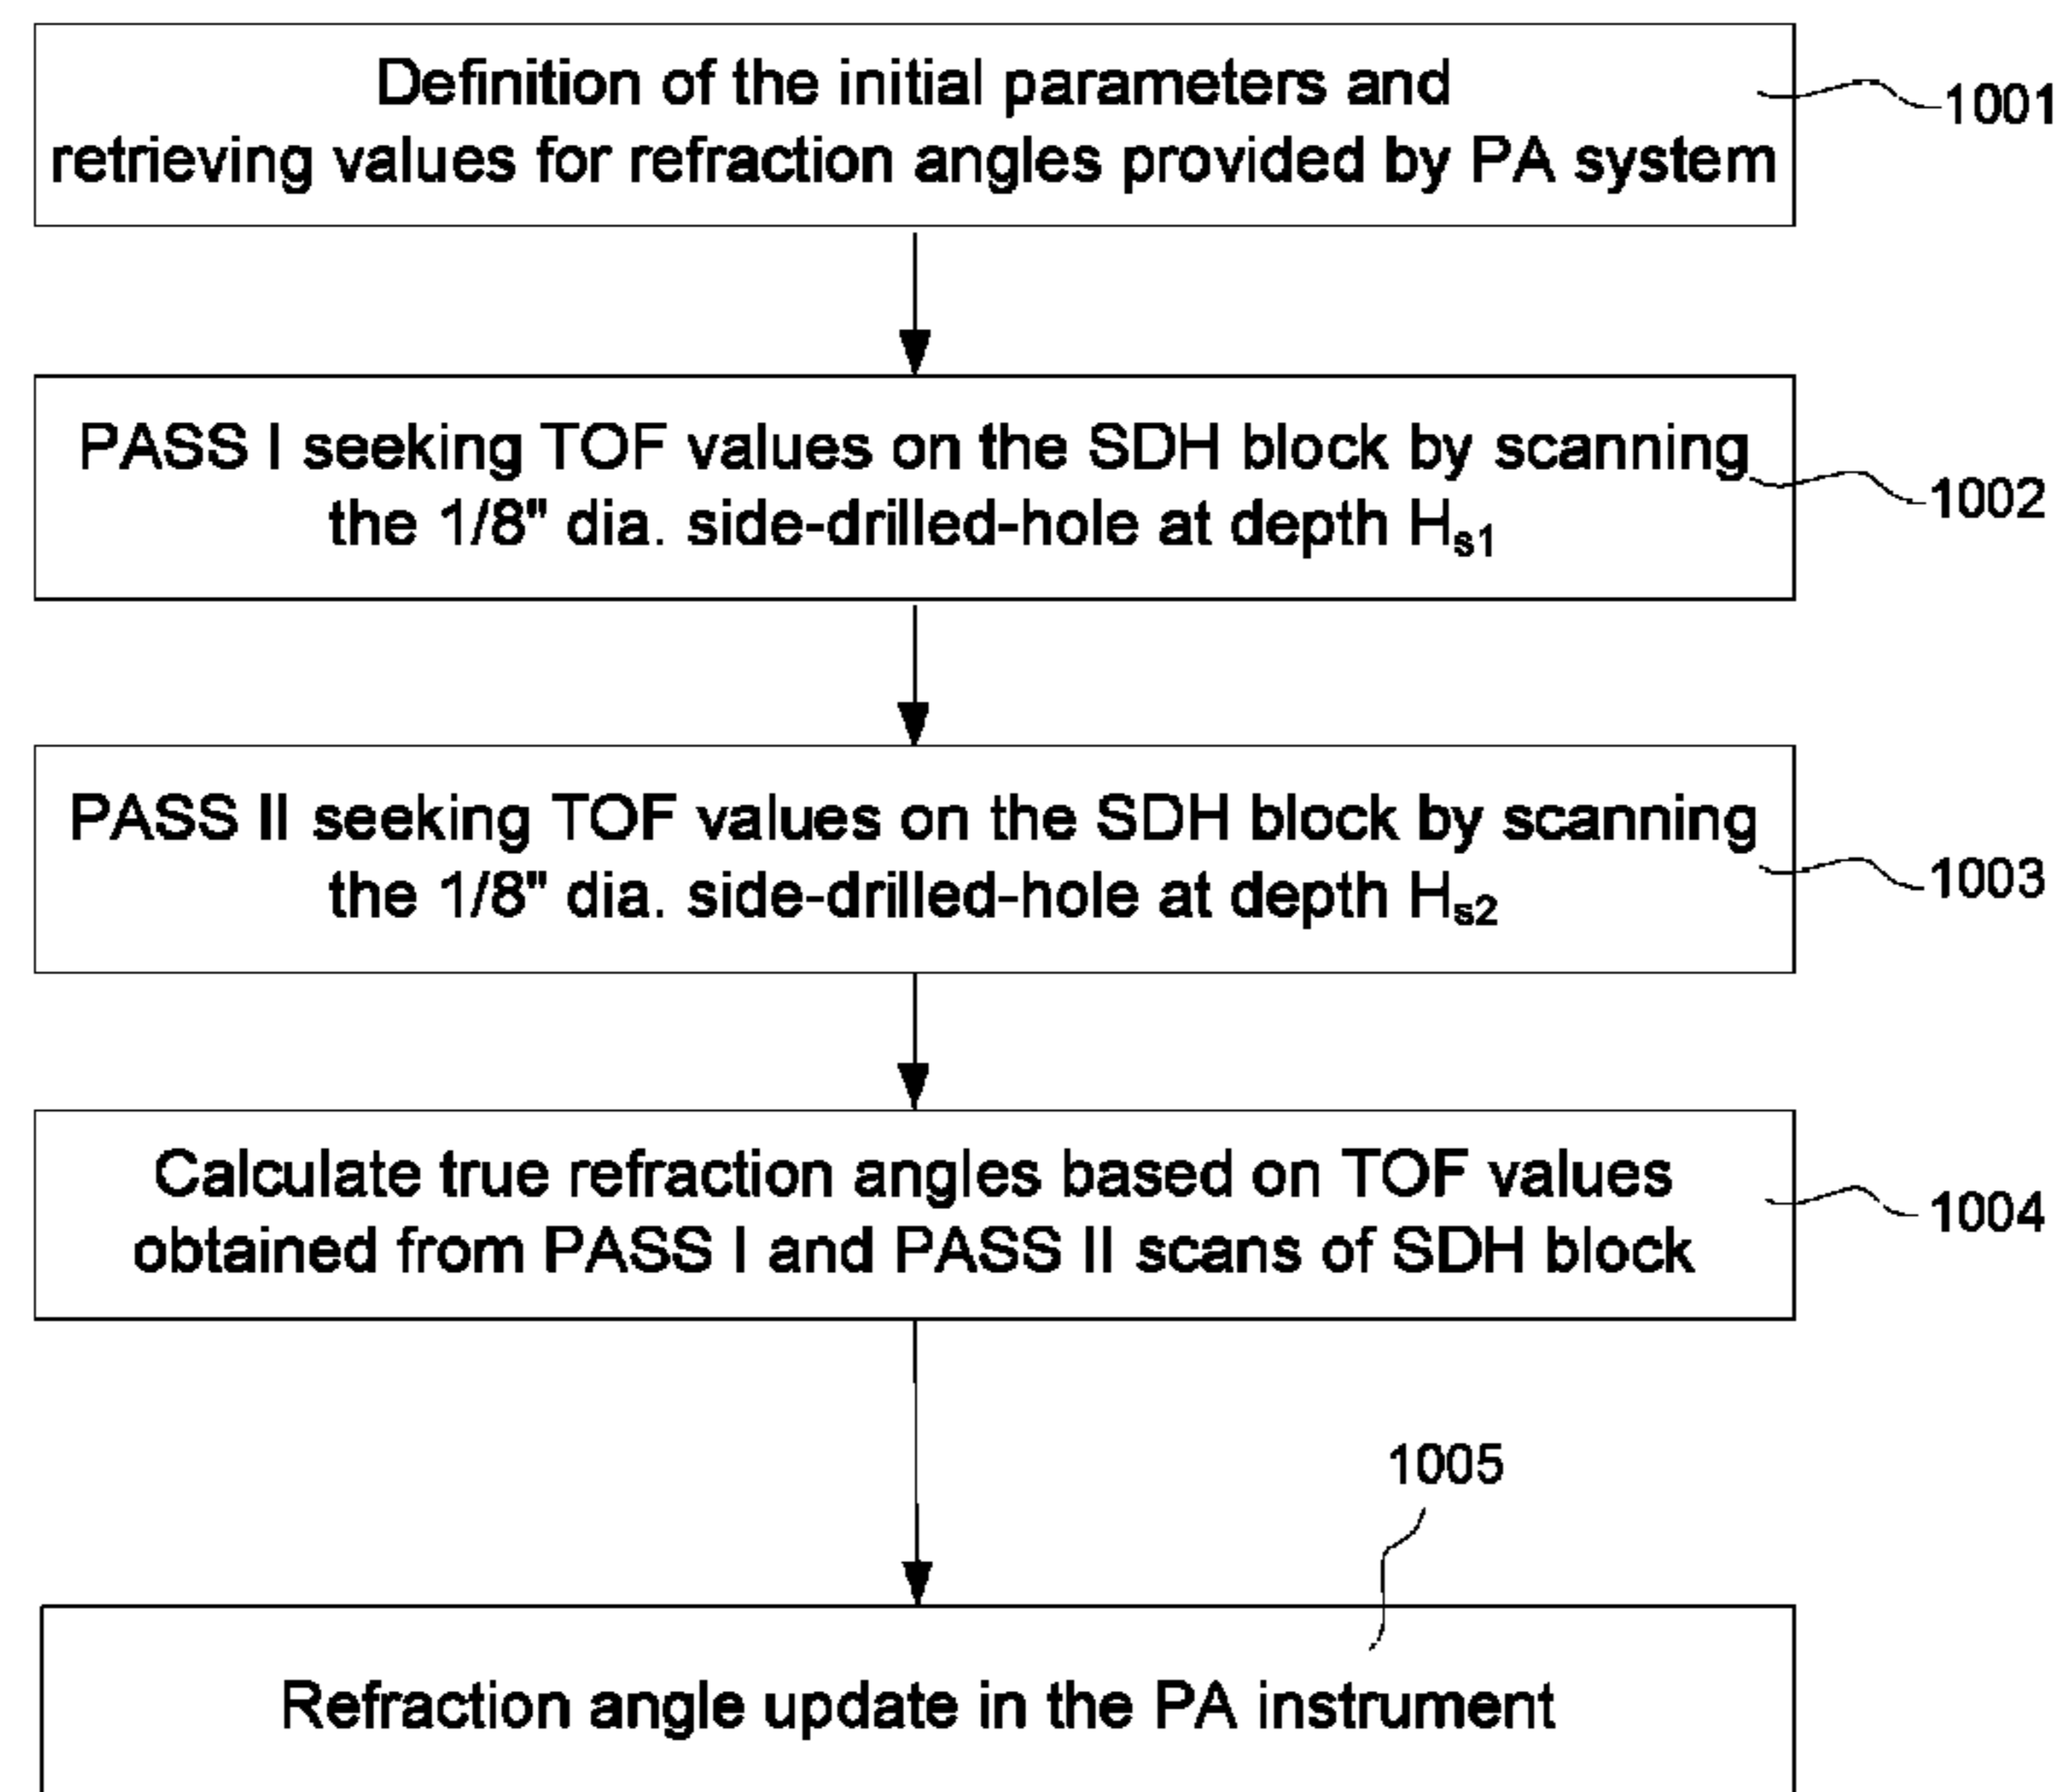 Definition of the initial parameters and
retrieving values for refraction angles provided by PA system
1001
PASS I seeking TOF values on the SDH block by scanning
the 1/8" dia. side-drilled-hole at depth Hs1
1002
PASS II seeking TOF values on the SDH block by scanning
the 1/8" dia. side-drilled-hole at depth Hs2
1003
Calculate true refraction angles based on TOF values
obtained from PASS I and PASS II scans of SDH block
1004
1005
Refraction angle update in the PA instrument